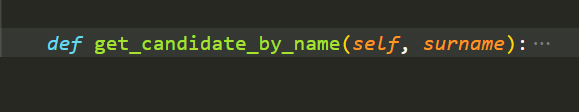 def get_candidate_by_name(self, surname):···